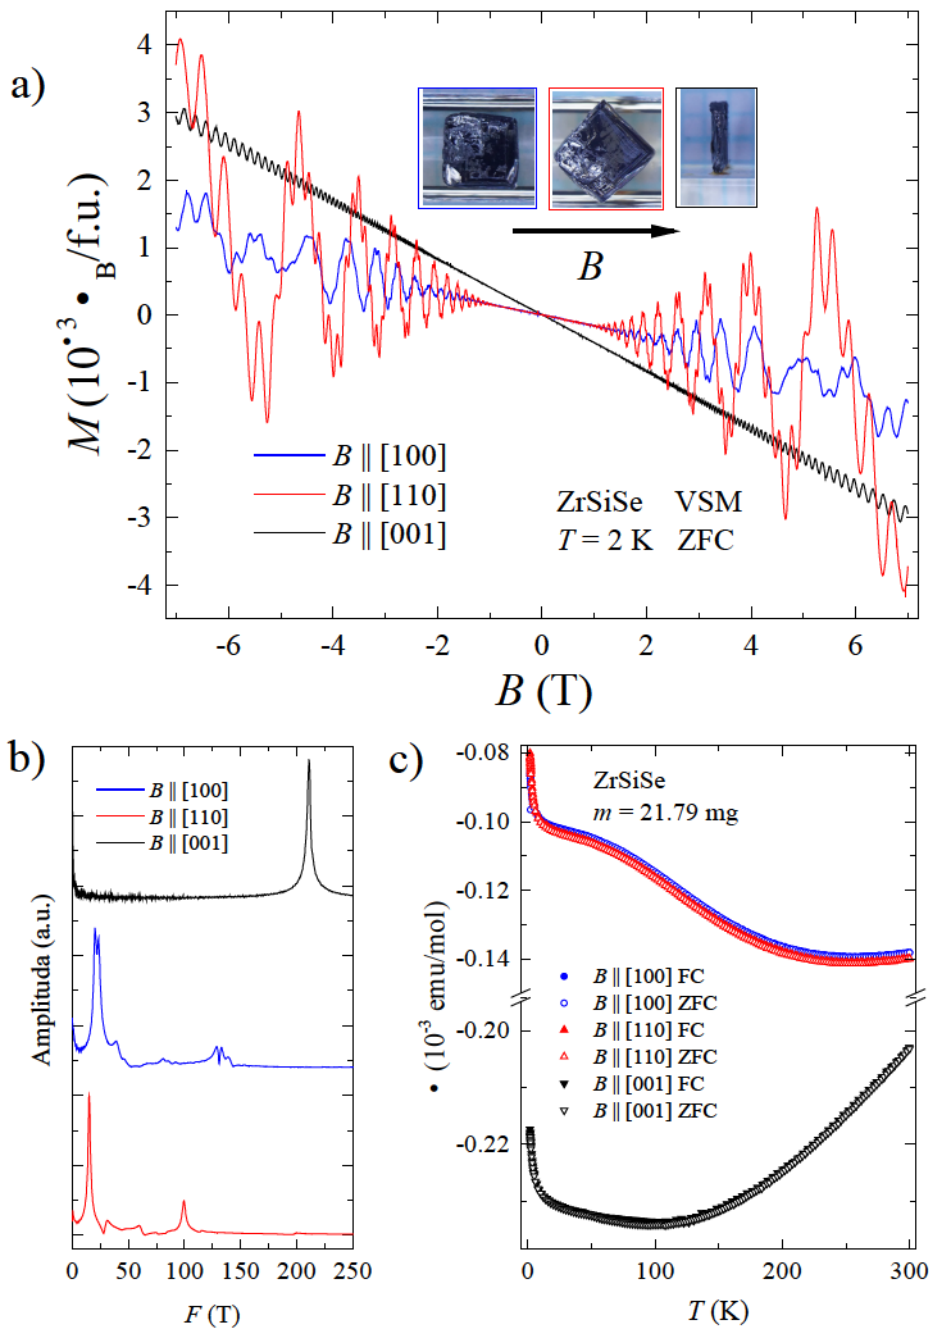 a)
M (10•3 • B/f.u.)
4
3
2
1
0
-1
-2
-3
-4
B
B || [100]
B || [110]
B || [001]
ZrSiSe VSM
T = 2 K ZFC
-6 -4 -2 0 2 4 6
B (T)
b)
B || [100]
B || [110]
B || [001]
Amplituda (a.u.)
0 50 100 150 200 250
F (T)
c)
-0.08
-0.10
-0.12
-0.14
-0.20
-0.22
• (10-3 emu/mol)
ZrSiSe
m = 21.79 mg
B || [100] FC
B || [100] ZFC
B || [110] FC
B || [110] ZFC
B || [001] FC
B || [001] ZFC
0 100 200 300
T (K)